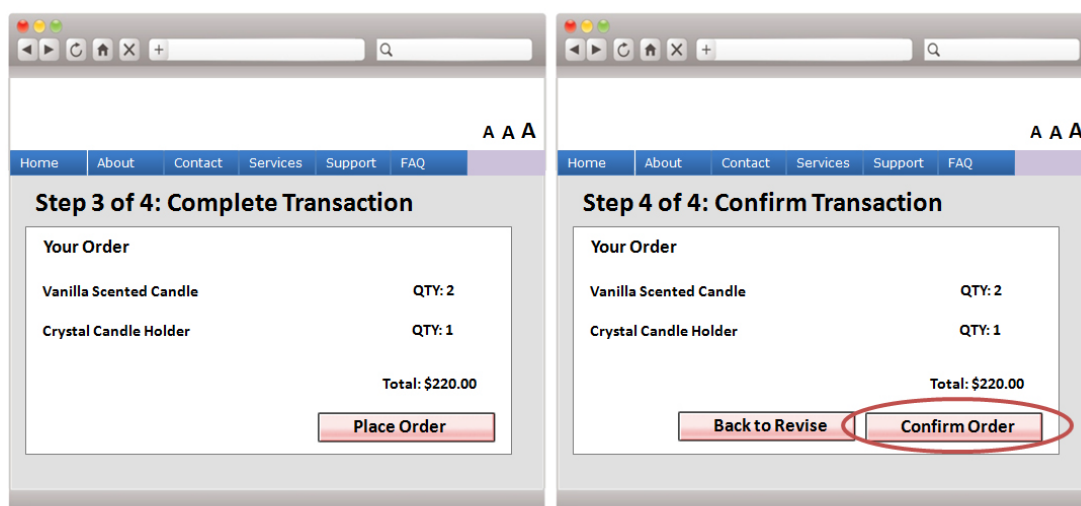 A A A
Home About Contact Services Support FAQ
Step 3 of 4: Complete Transaction
Your Order
Vanilla Scented Candle QTY: 2
Crystal Candle Holder QTY: 1
Total: $220.00
Place Order
A A A
Home About Contact Services Support FAQ
Step 4 of 4: Confirm Transaction
Your Order
Vanilla Scented Candle QTY: 2
Crystal Candle Holder QTY: 1
Total: $220.00
Back to Revise Confirm Order